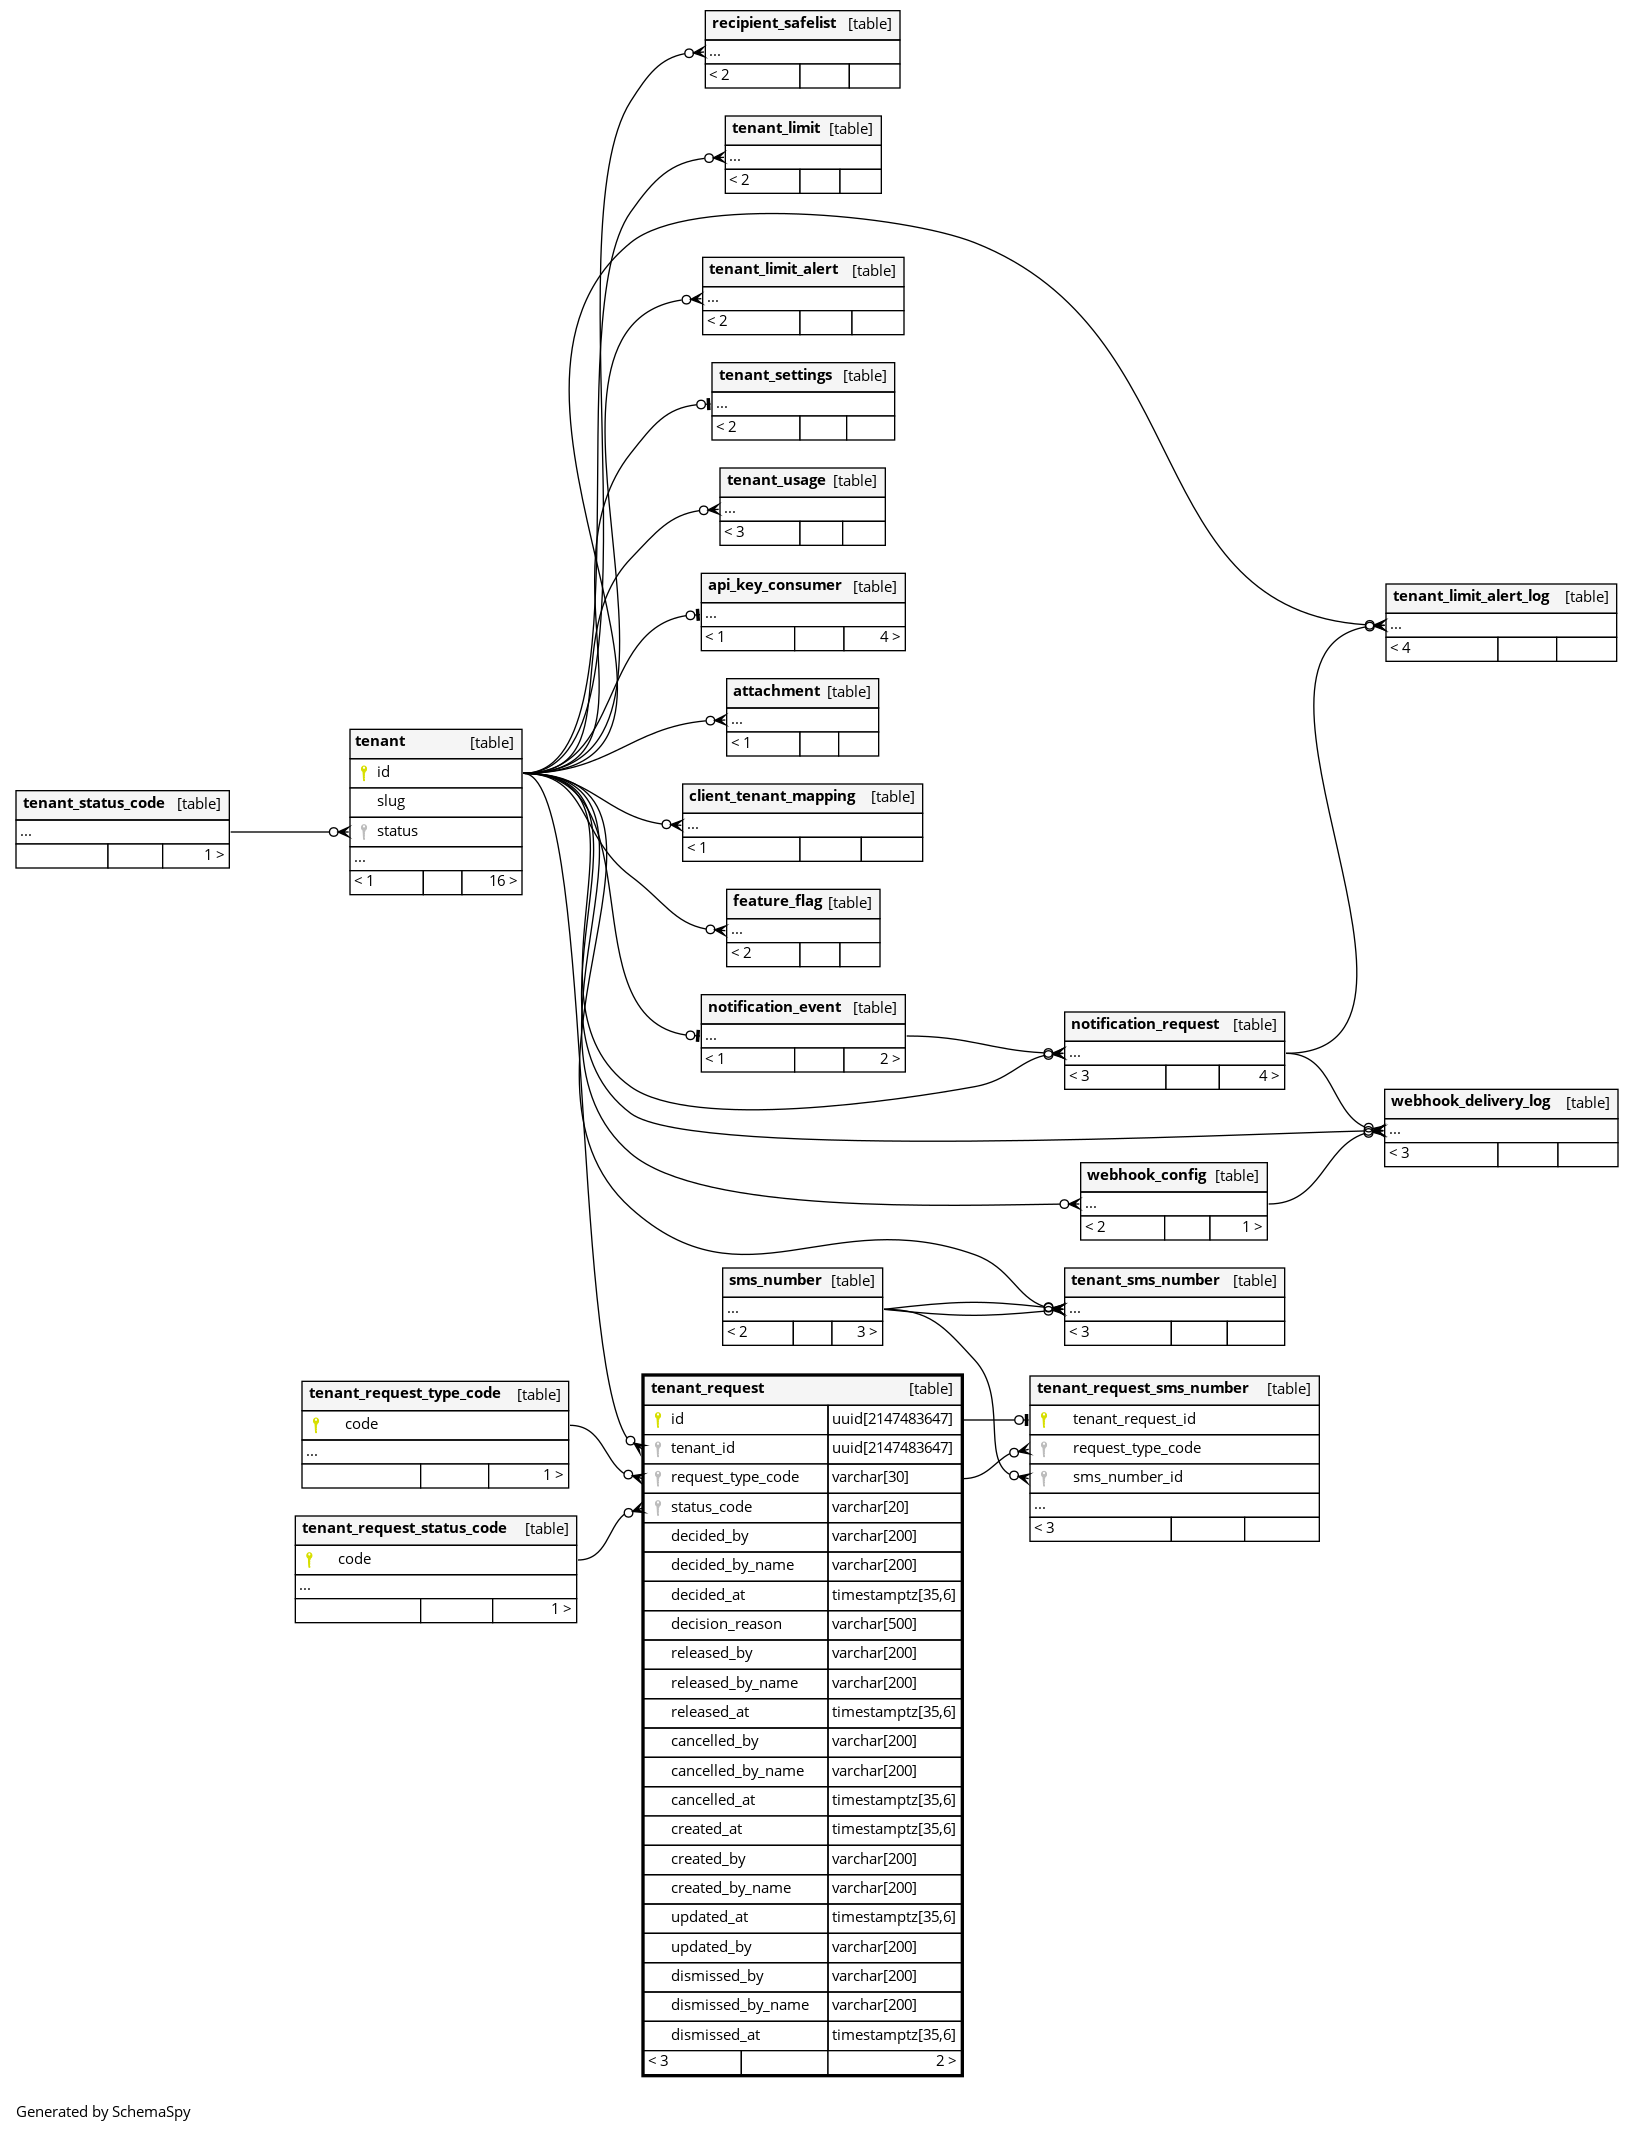 recipient_safelist [table]
...
< 2
tenant_limit [table]
...
< 2
tenant_limit_alert [table]
...
< 2
tenant_settings [table]
...
< 2
tenant_usage [table]
...
< 3
api_key_consumer [table]
...
< 1 4 >
tenant_limit_alert_log [table]
...
< 4
attachment [table]
...
< 1
tenant [table]
id
slug
status
...
< 1 16 >
tenant_status_code [table]
...
1 >
client_tenant_mapping [table]
...
< 1
feature_flag [table]
...
< 2
notification_event [table]
...
< 1 2 >
notification_request [table]
...
< 3 4 >
webhook_delivery_log [table]
...
< 3
webhook_config [table]
...
< 2 1 >
sms_number [table]
...
< 2 3 >
tenant_sms_number [table]
...
< 3
tenant_request_type_code [table]
code
...
1 >
tenant_request_status_code [table]
code
...
1 >
tenant_request [table]
id uuid[2147483647]
tenant_id uuid[2147483647]
request_type_code varchar[30]
status_code varchar[20]
decided_by varchar[200]
decided_by_name varchar[200]
decided_at timestamptz[35,6]
decision_reason varchar[500]
released_by varchar[200]
released_by_name varchar[200]
released_at timestamptz[35,6]
cancelled_by varchar[200]
cancelled_by_name varchar[200]
cancelled_at timestamptz[35,6]
created_at timestamptz[35,6]
created_by varchar[200]
created_by_name varchar[200]
updated_at timestamptz[35,6]
updated_by varchar[200]
dismissed_by varchar[200]
dismissed_by_name varchar[200]
dismissed_at timestamptz[35,6]
< 3 2 >
tenant_request_sms_number [table]
tenant_request_id
request_type_code
sms_number_id
...
< 3
Generated by SchemaSpy